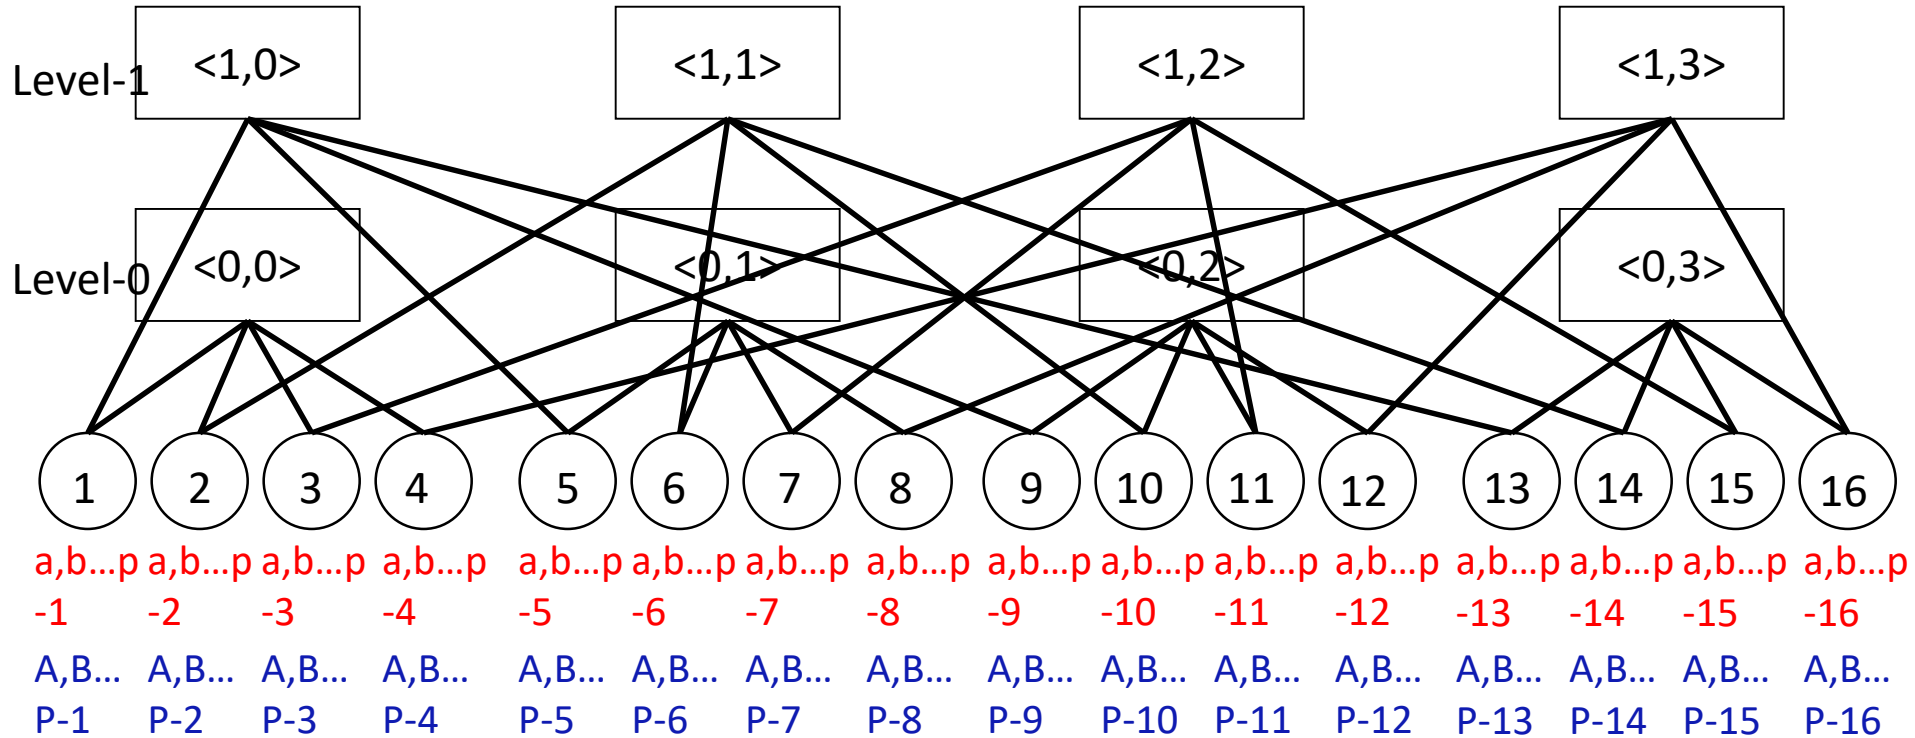 Level-1 <1,0> <1,1> <1,2> <1,3>
Level-0 <0,0> <0,1> <0,2> <0,3>
1 2 3 4 5 6 7 8 9 10 11 12 13 14 15 16
a,b...p a,b...p a,b...p a,b...p a,b...p a,b...p a,b...p a,b...p a,b...p a,b...p a,b...p a,b...p a,b...p a,b...p a,b...p a,b...p
-1 -2 -3 -4 -5 -6 -7 -8 -9 -10 -11 -12 -13 -14 -15 -16
A,B... A,B... A,B... A,B... A,B... A,B... A,B... A,B... A,B... A,B... A,B... A,B... A,B... A,B... A,B... A,B...
P-1 P-2 P-3 P-4 P-5 P-6 P-7 P-8 P-9 P-10 P-11 P-12 P-13 P-14 P-15 P-16